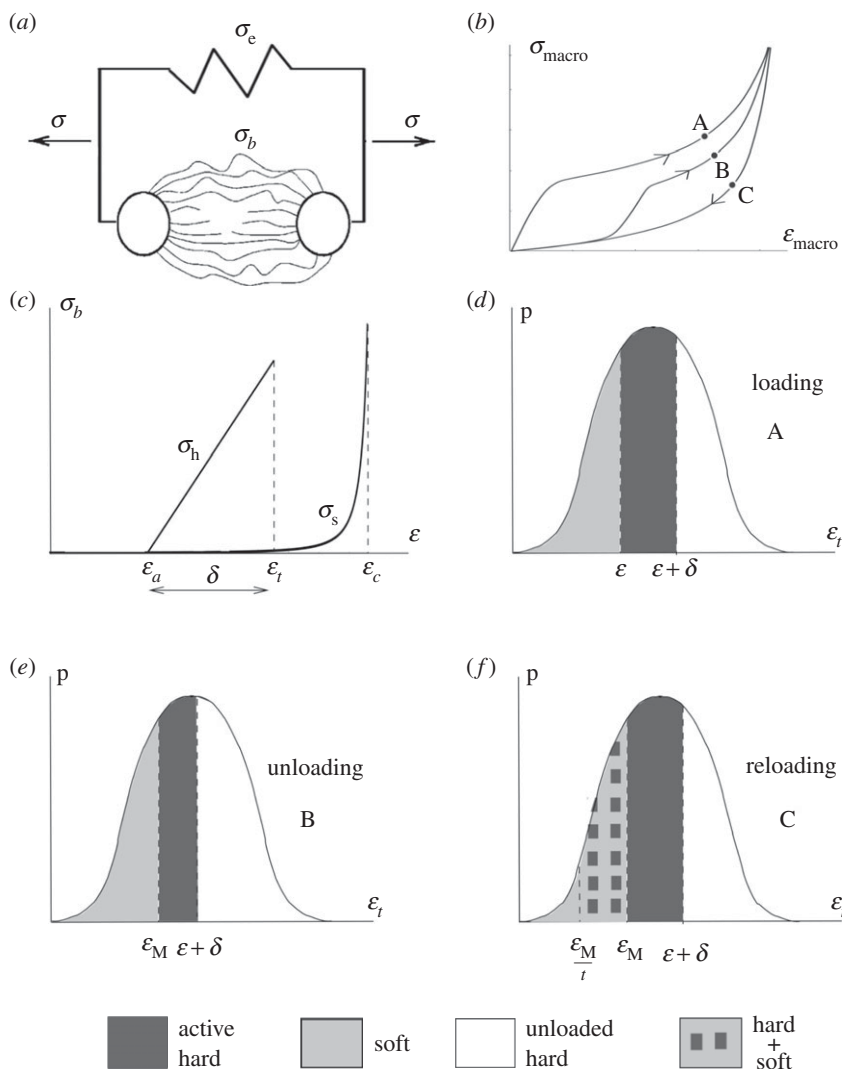 (a)
σe
σ
σ
σb
(b)
σmacro
A
B
C
εmacro
(c)
σb
σh
σs
ε
εa
δ
εt
εc
(d)
p
loading
A
εt
ε
ε + δ
(e)
p
unloading
B
εt
εM
ε + δ
(f)
p
reloading
C
εM
t
εM
ε + δ
active
hard
soft
unloaded
hard
hard
+
soft